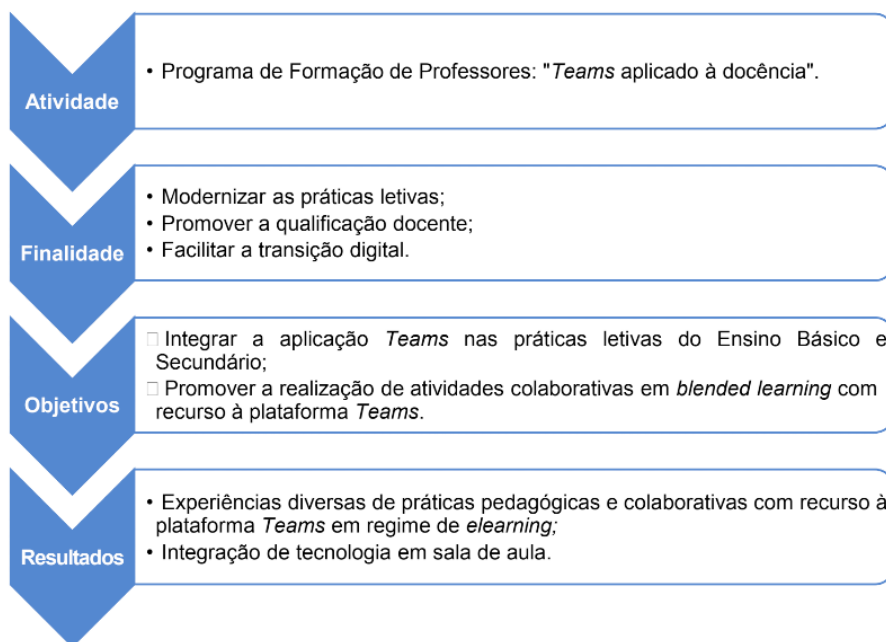 Atividade
• Programa de Formação de Professores: "Teams aplicado à docência".
Finalidade
• Modernizar as práticas letivas;
• Promover a qualificação docente;
• Facilitar a transição digital.
Objetivos
□ Integrar a aplicação Teams nas práticas letivas do Ensino Básico e
Secundário;
□ Promover a realização de atividades colaborativas em blended learning com
recurso à plataforma Teams.
Resultados
• Experiências diversas de práticas pedagógicas e colaborativas com recurso à
plataforma Teams em regime de elearning;
• Integração de tecnologia em sala de aula.